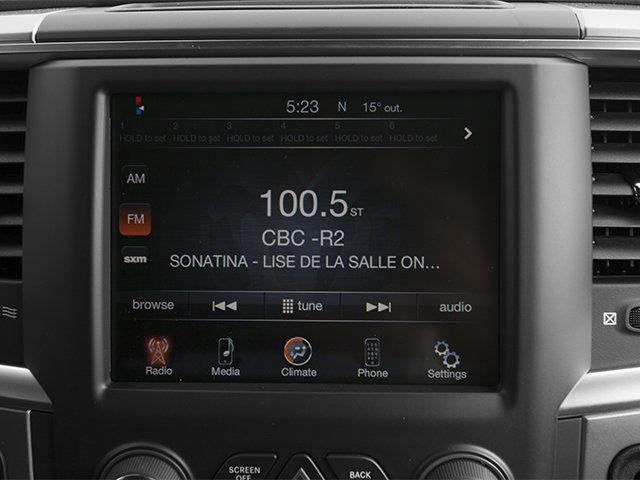 5:23 N 15° out.
1 2 3 4 5 6
HOLD to set HOLD to set HOLD to set HOLD to set HOLD to set HOLD to set
AM
FM
sxm
100.5 ST
CBC -R2
SONATINA - LISE DE LA SALLE ON...
browse tune audio
Radio Media Climate Phone Settings
SCREEN OFF BACK